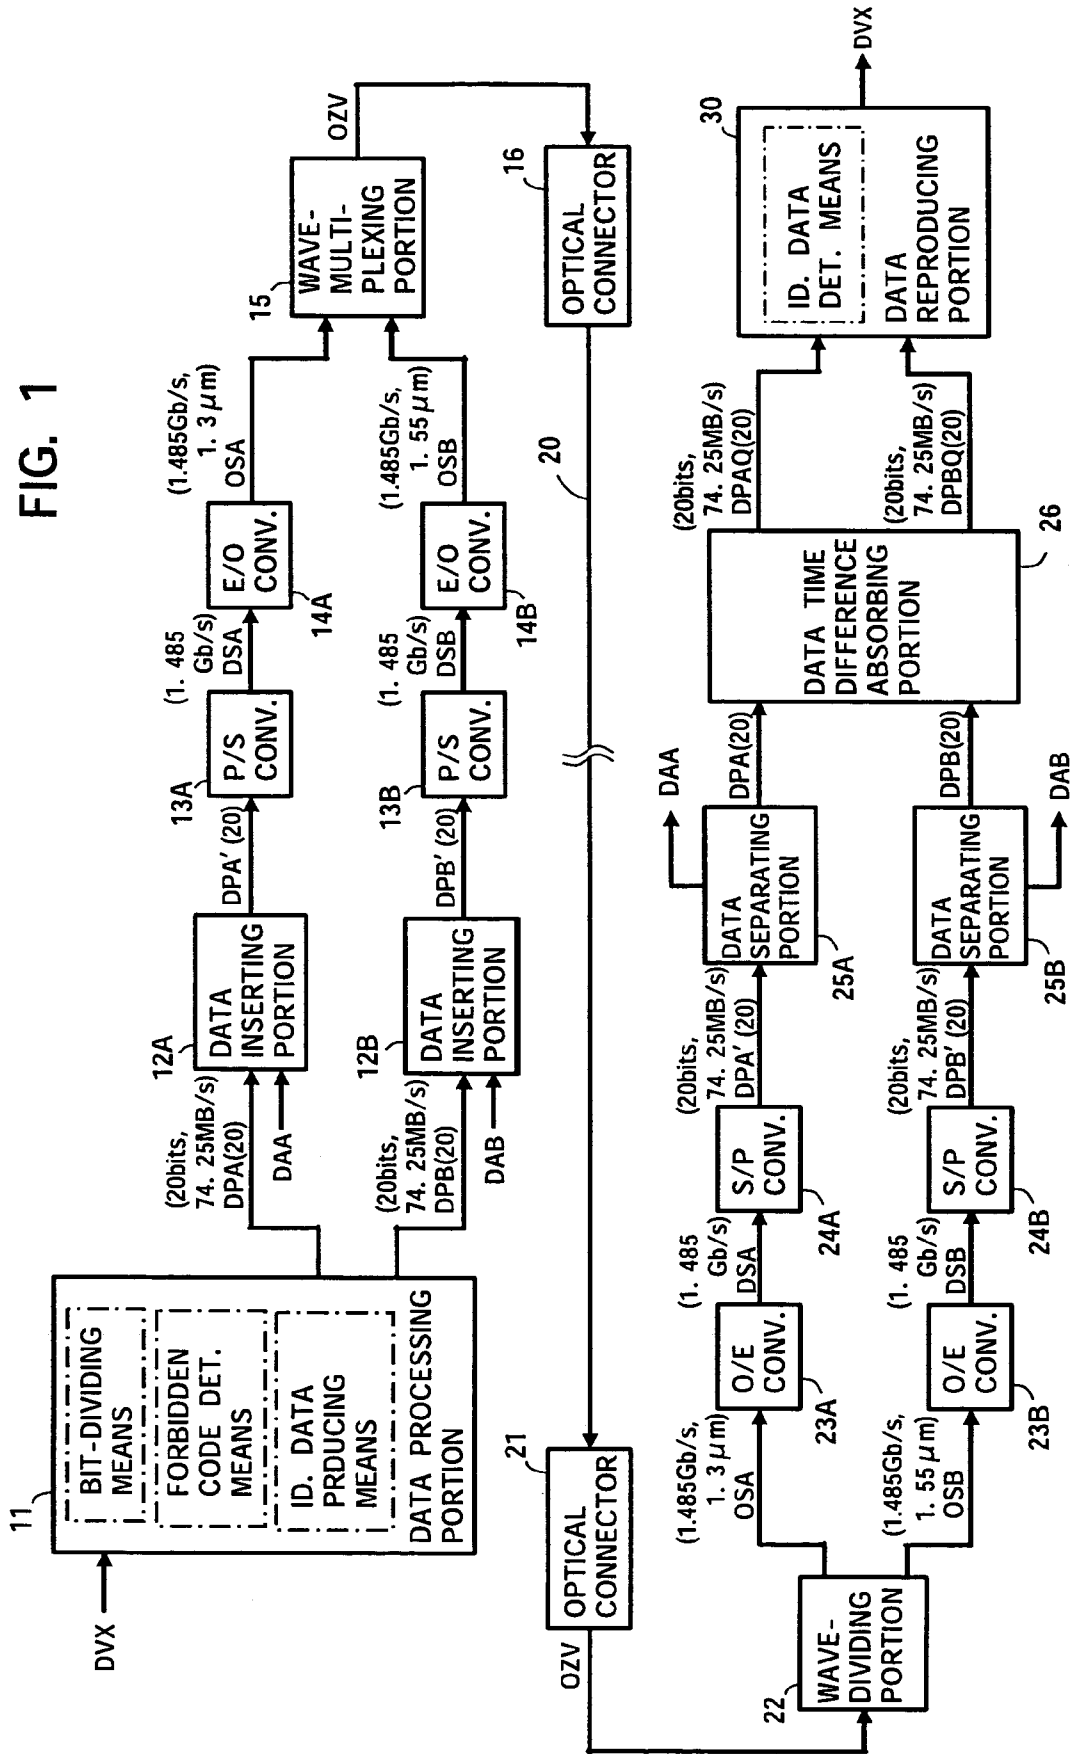 FIG. 1
DVX
11
BIT-DIVIDING
MEANS
FORBIDDEN
CODE DET.
MEANS
ID. DATA
PRDUCING
MEANS
DATA PROCESSING
PORTION
(20bits,
74. 25MB/s)
DPA(20)
DAA
12A
DATA
INSERTING
PORTION
DPA' (20)
13A
P/S
CONV.
(1. 485
Gb/s)
DSA
14A
E/O
CONV.
(1.485Gb/s,
1. 3 μm)
OSA
(20bits,
74. 25MB/s)
DPB(20)
DAB
12B
DATA
INSERTING
PORTION
DPB' (20)
13B
P/S
CONV.
(1. 485
Gb/s)
DSB
14B
E/O
CONV.
(1.485Gb/s,
1. 55 μm)
OSB
15
WAVE-
MULTI-
PLEXING
PORTION
OZV
16
OPTICAL
CONNECTOR
20
21
OPTICAL
CONNECTOR
OZV
22
WAVE-
DIVIDING
PORTION
(1.485Gb/s,
1. 3 μm)
OSA
O/E
CONV.
23A
(1. 485
Gb/s)
DSA
S/P
CONV.
24A
(20bits,
74. 25MB/s)
DPA' (20)
DATA
SEPARATING
PORTION
25A
DAA
DPA(20)
(1.485Gb/s,
1. 55 μm)
OSB
O/E
CONV.
23B
(1. 485
Gb/s)
DSB
S/P
CONV.
24B
(20bits,
74. 25MB/s)
DPB' (20)
DATA
SEPARATING
PORTION
25B
DAB
DPB(20)
DATA TIME
DIFFERENCE
ABSORBING
PORTION
26
(20bits,
74. 25MB/s)
DPAQ(20)
(20bits,
74. 25MB/s)
DPBQ(20)
30
ID. DATA
DET. MEANS
DATA
REPRODUCING
PORTION
DVX